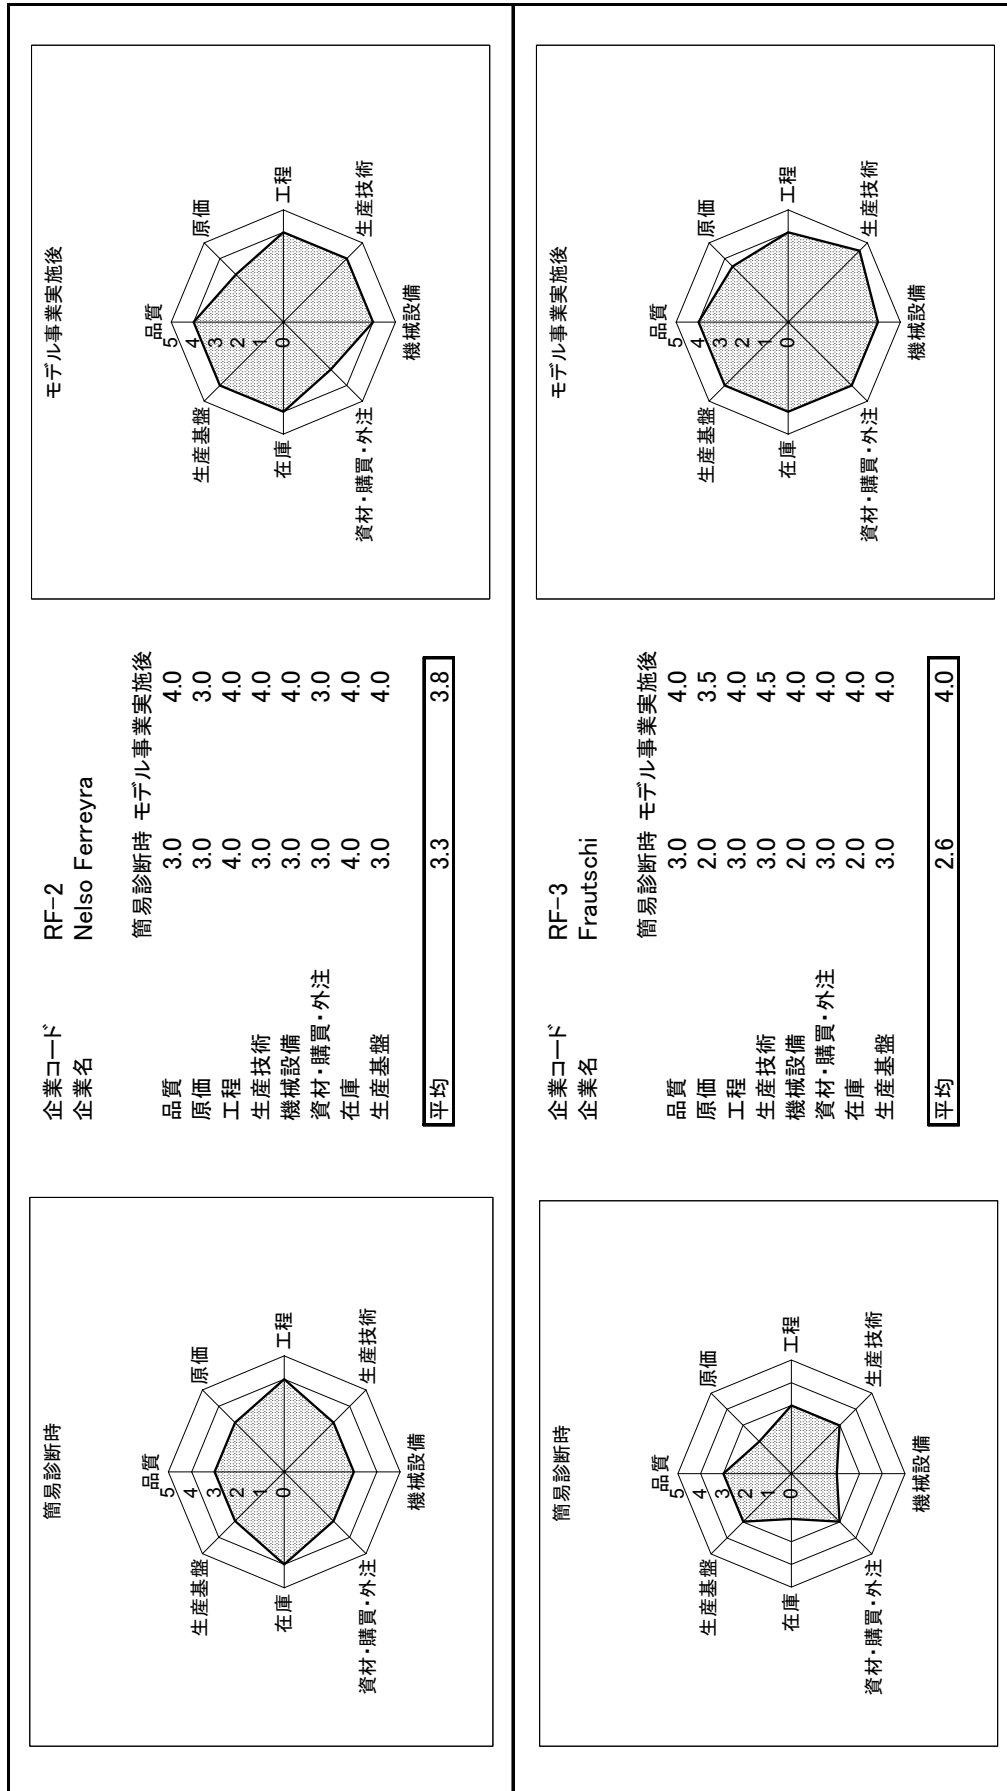 簡易診断時
品質
原価
工程
生産技術
機械設備
資材・購買・外注
在庫
生産基盤
5
4
3
2
1
0
企業コード RF-2
企業名 Nelso Ferreyra
簡易診断時 モデル事業実施後
品質 3.0 4.0
原価 3.0 3.0
工程 4.0 4.0
生産技術 3.0 4.0
機械設備 3.0 4.0
資材・購買・外注 3.0 3.0
在庫 4.0 4.0
生産基盤 3.0 4.0
平均 3.3 3.8
モデル事業実施後
品質
原価
工程
生産技術
機械設備
資材・購買・外注
在庫
生産基盤
5
4
3
2
1
0
簡易診断時
品質
原価
工程
生産技術
機械設備
資材・購買・外注
在庫
生産基盤
5
4
3
2
1
0
企業コード RF-3
企業名 Frautschi
簡易診断時 モデル事業実施後
品質 3.0 4.0
原価 2.0 3.5
工程 3.0 4.0
生産技術 3.0 4.5
機械設備 2.0 4.0
資材・購買・外注 3.0 4.0
在庫 2.0 4.0
生産基盤 3.0 4.0
平均 2.6 4.0
モデル事業実施後
品質
原価
工程
生産技術
機械設備
資材・購買・外注
在庫
生産基盤
5
4
3
2
1
0